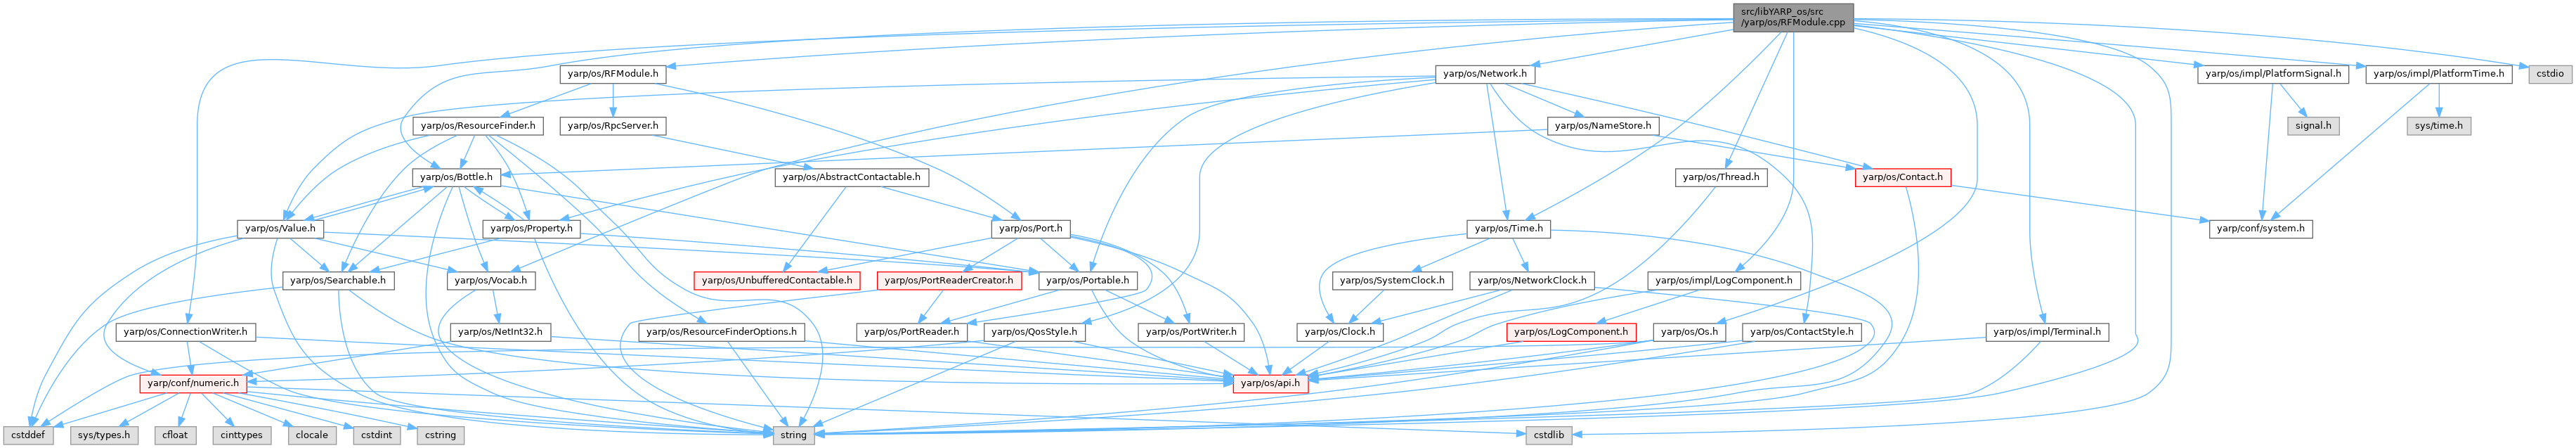 src/libYARP_os/src
/yarp/os/RFModule.cpp
yarp/os/RFModule.h
yarp/os/Network.h
yarp/os/impl/PlatformSignal.h
yarp/os/impl/PlatformTime.h
cstdio
yarp/os/ResourceFinder.h
yarp/os/RpcServer.h
yarp/os/NameStore.h
signal.h
sys/time.h
yarp/os/Bottle.h
yarp/os/AbstractContactable.h
yarp/os/Thread.h
yarp/os/Contact.h
yarp/os/Value.h
yarp/os/Property.h
yarp/os/Port.h
yarp/os/Time.h
yarp/conf/system.h
yarp/os/Searchable.h
yarp/os/Vocab.h
yarp/os/UnbufferedContactable.h
yarp/os/PortReaderCreator.h
yarp/os/Portable.h
yarp/os/SystemClock.h
yarp/os/NetworkClock.h
yarp/os/impl/LogComponent.h
yarp/os/ConnectionWriter.h
yarp/os/NetInt32.h
yarp/os/ResourceFinderOptions.h
yarp/os/PortReader.h
yarp/os/QosStyle.h
yarp/os/PortWriter.h
yarp/os/Clock.h
yarp/os/LogComponent.h
yarp/os/Os.h
yarp/os/ContactStyle.h
yarp/os/impl/Terminal.h
yarp/conf/numeric.h
yarp/os/api.h
cstddef
sys/types.h
cfloat
cinttypes
clocale
cstdint
cstring
string
cstdlib